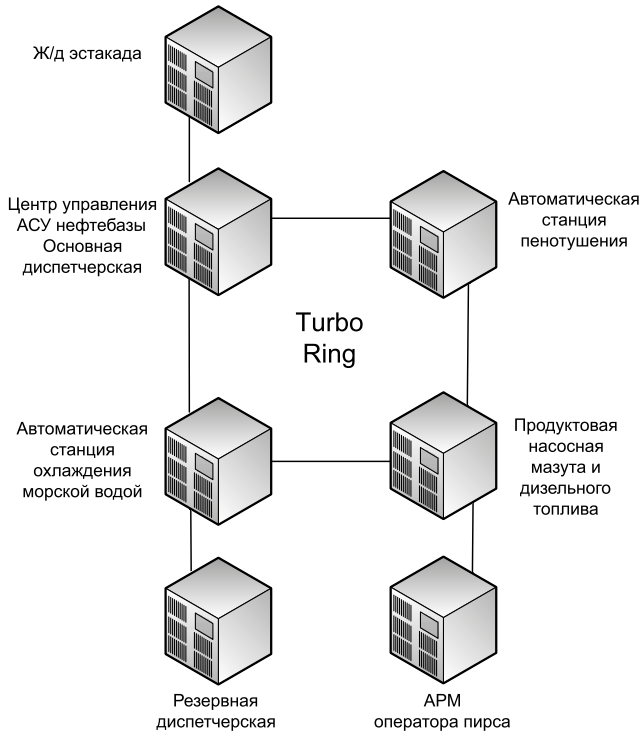 Ж/д эстакада
Центр управления
АСУ нефтебазы
Основная
диспетчерская
Автоматическая
станция
пенотушения
Turbo
Ring
Автоматическая
станция
охлаждения
морской водой
Продуктовая
насосная
мазута и
дизельного
топлива
Резервная
диспетчерская
АРМ
оператора пирса